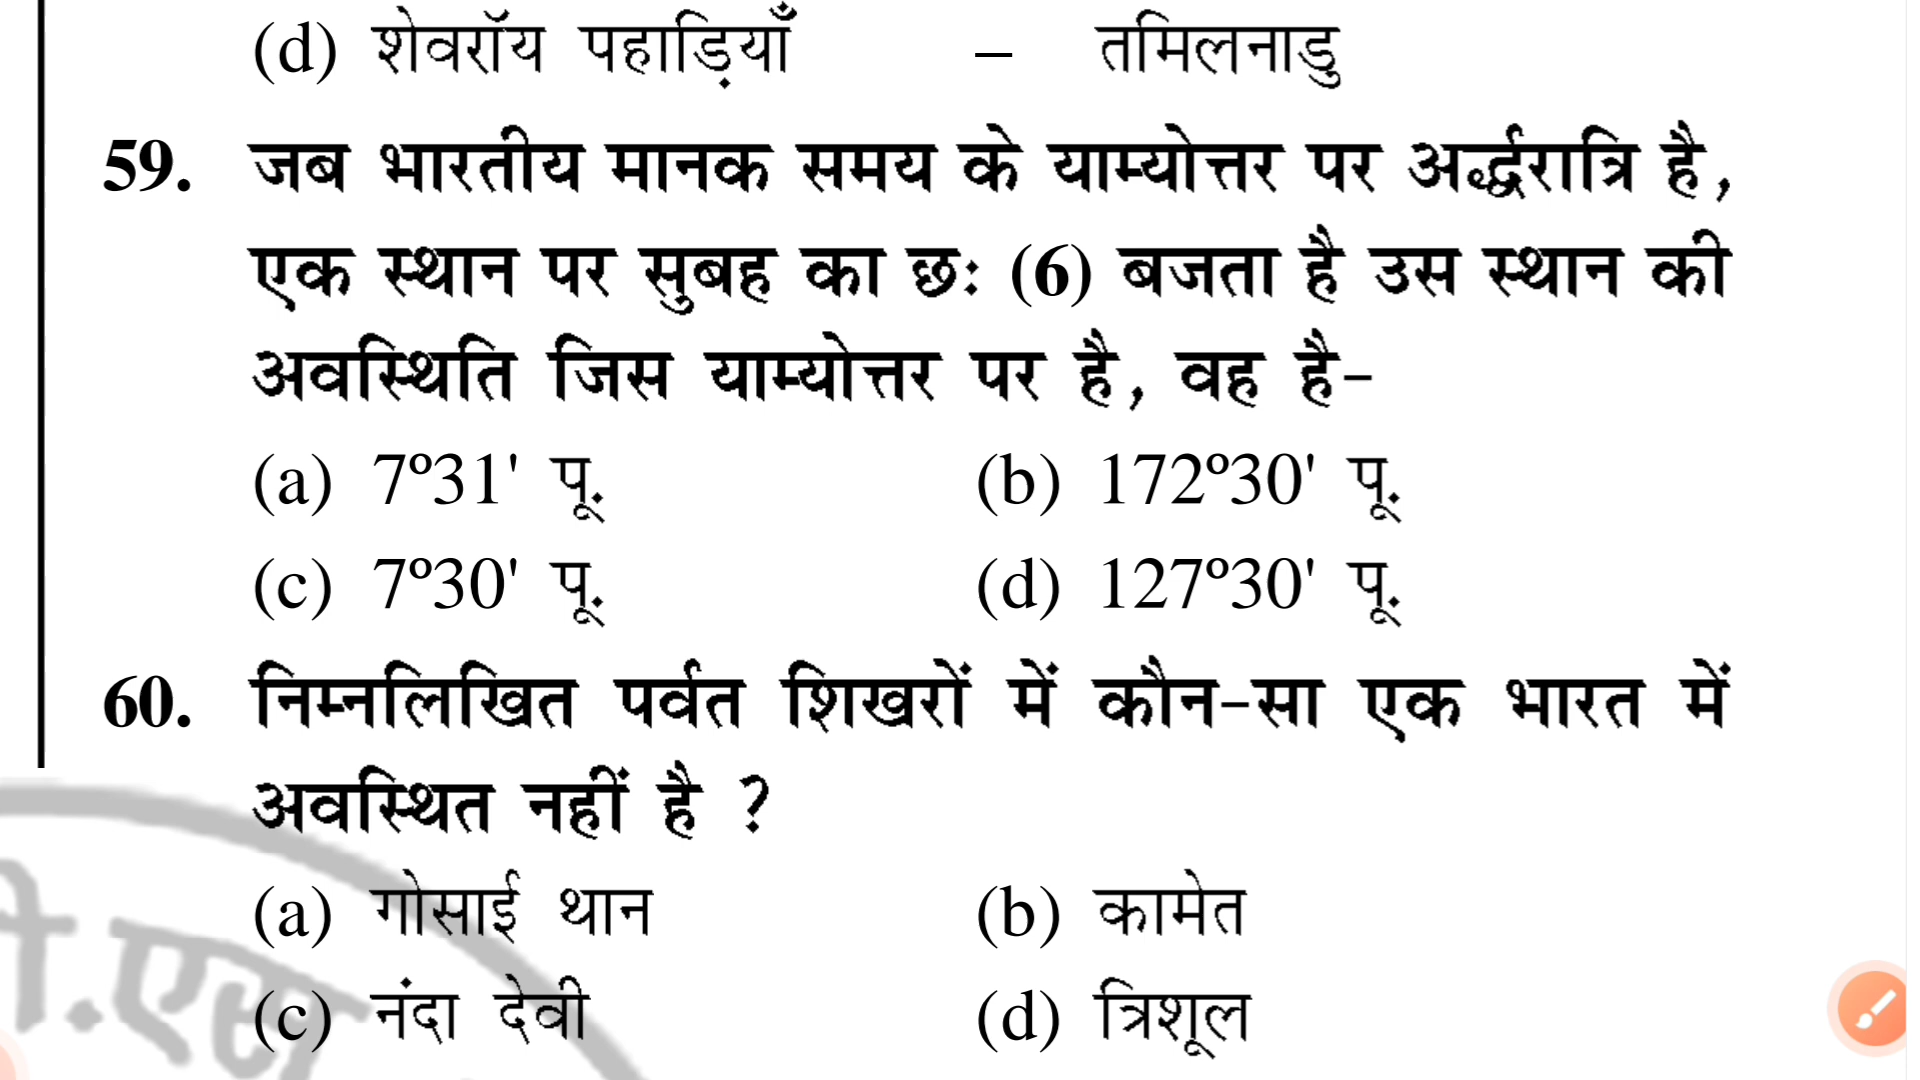 (d) शेवरॉय पहाड़ियाँ – तमिलनाडु
59. जब भारतीय मानक समय के याम्योत्तर पर अर्द्धरात्रि है,
एक स्थान पर सुबह का छः (6) बजता है उस स्थान की
अवस्थिति जिस याम्योत्तर पर है, वह है-
(a) 7º31' पू. (b) 172º30' पू.
(c) 7º30' पू. (d) 127º30' पू.
60. निम्नलिखित पर्वत शिखरों में कौन-सा एक भारत में
अवस्थित नहीं है ?
(a) गोसाई थान (b) कामेत
(c) नंदा देवी (d) त्रिशूल